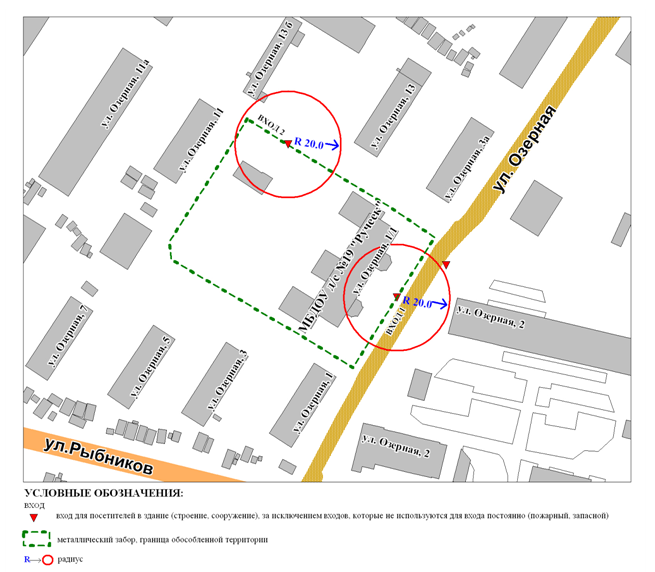 ул. Озерная, 13 б
ул. Озерная, 11а
ул. Озерная, 11
ул. Озерная, 13
ул. Озерная, 3а
ул. Озерная
ВХОД 2
R 20.0
МБДОУ д/с №19 "Ручеек"
ул. Озерная, 1/1
R 20.0
ВХОД 1
ул. Озерная, 2
ул. Озерная, 7
ул. Озерная, 5
ул. Озерная, 3
ул. Озерная, 1
ул. Озерная, 2
ул.Рыбников
УСЛОВНЫЕ ОБОЗНАЧЕНИЯ:
ВХОД
вход для посетителей в здание (строение, сооружение), за исключением входов, которые не используются для входа постоянно (пожарный, запасной)
металлический забор, граница обособленной территории
R
радиус